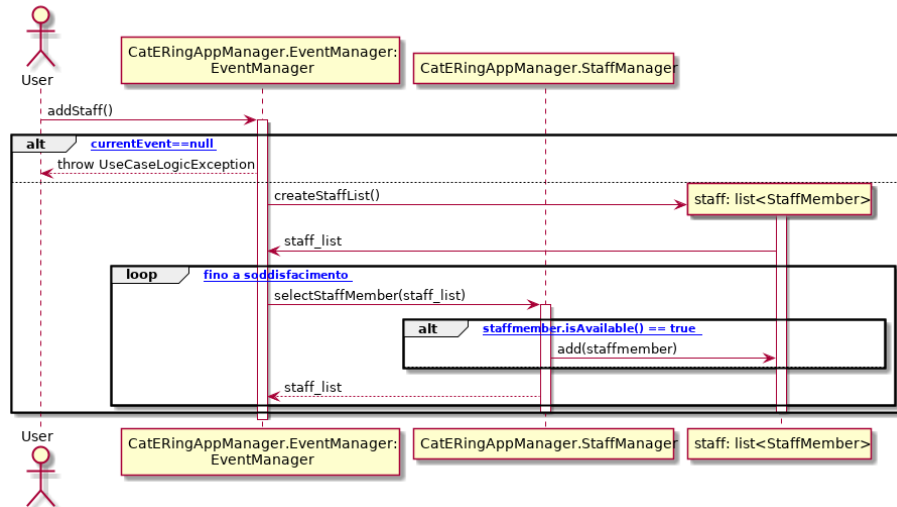 User
CatERingAppManager.EventManager:
EventManager
CatERingAppManager.StaffManager
addStaff()
alt
currentEvent==null
throw UseCaseLogicException
createStaffList()
staff: list<StaffMember>
staff_list
loop
fino a soddisfacimento
selectStaffMember(staff_list)
alt
staffmember.isAvailable() == true
add(staffmember)
staff_list
User
CatERingAppManager.EventManager:
EventManager
CatERingAppManager.StaffManager
staff: list<StaffMember>